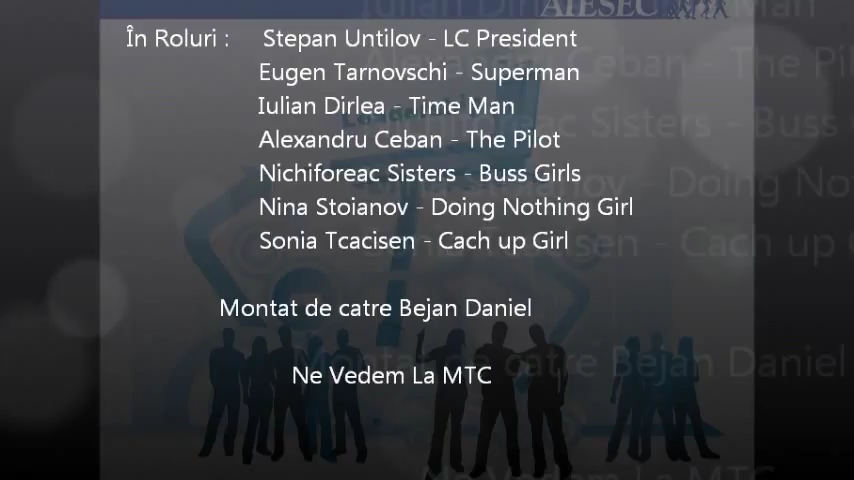 AIESEC
În Roluri : Stepan Untilov - LC President
Eugen Tarnovschi - Superman
Iulian Dirlea - Time Man
Alexandru Ceban - The Pilot
Nichiforeac Sisters - Buss Girls
Nina Stoianov - Doing Nothing Girl
Sonia Tcacisen - Cach up Girl
Montat de catre Bejan Daniel
Ne Vedem La MTC